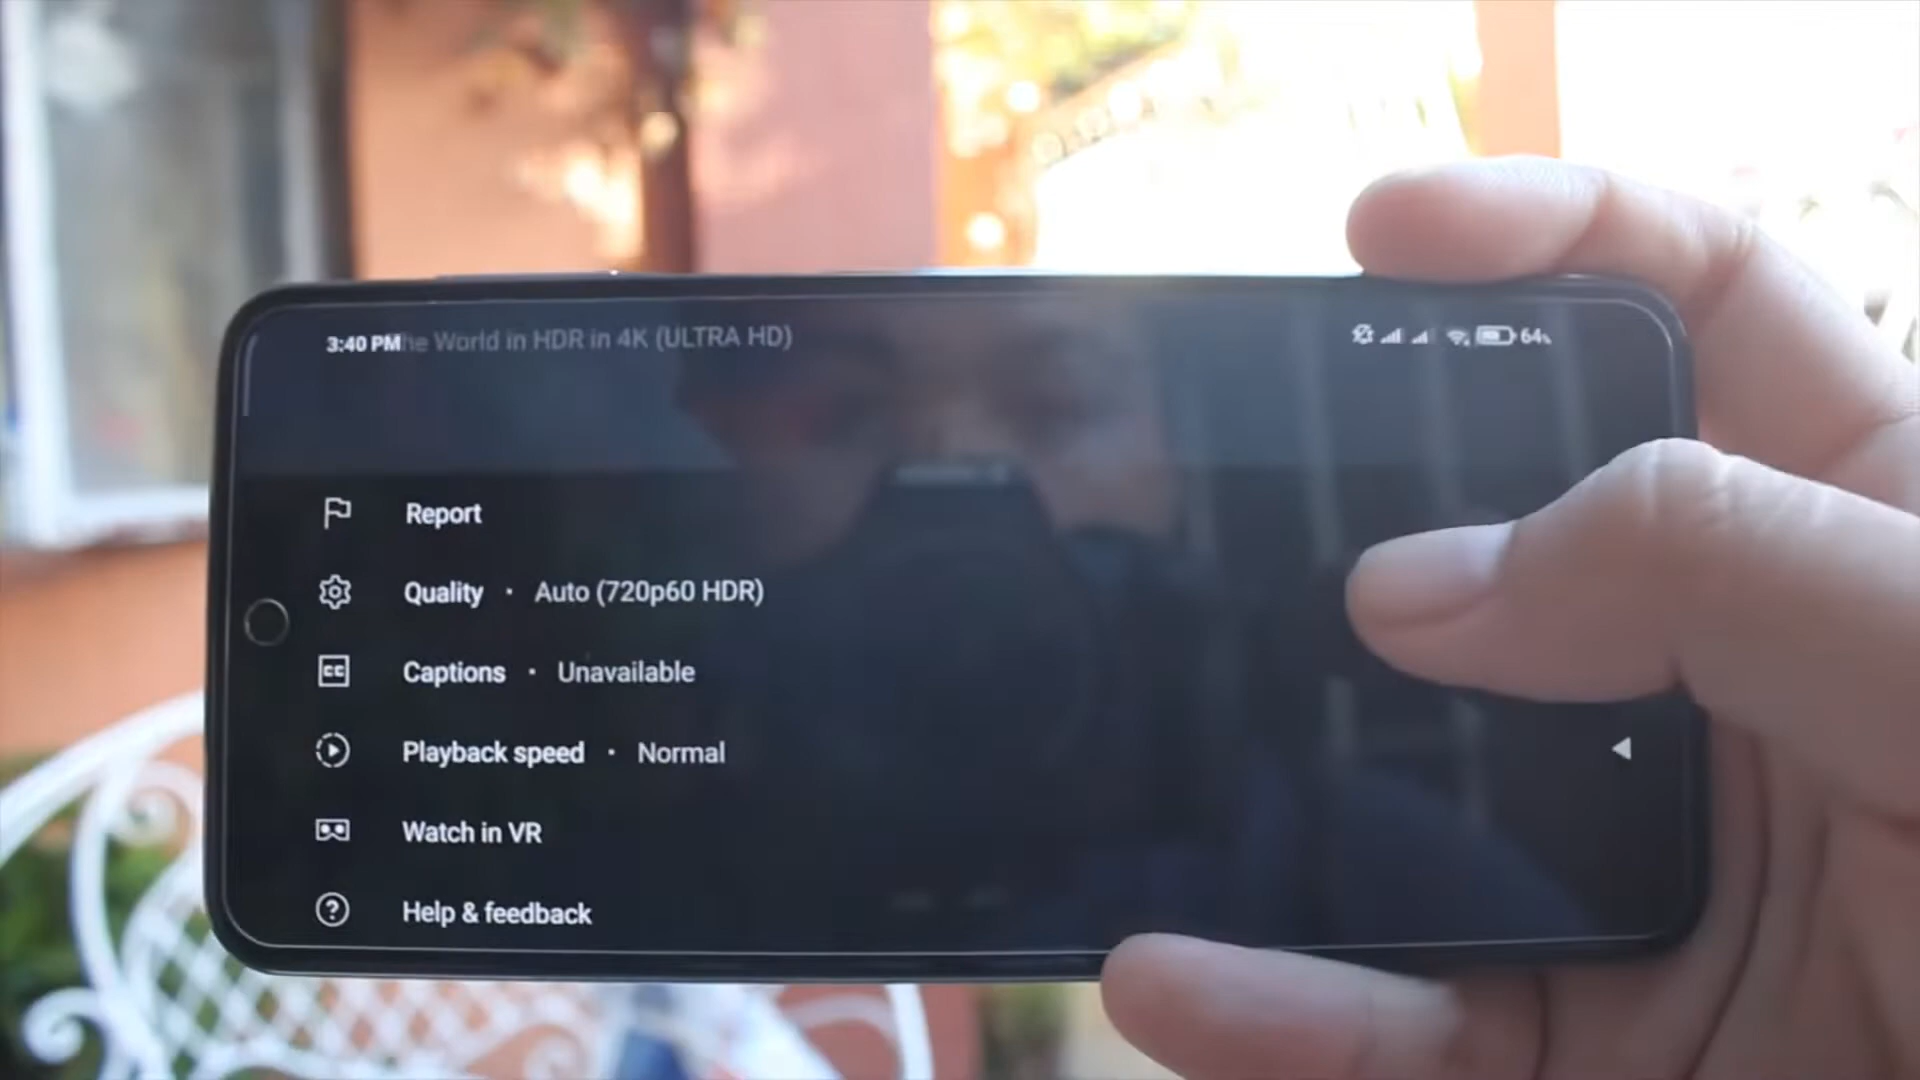 3:40 PM he World in HDR in 4K (ULTRA HD) 64%
Report
Quality · Auto (720p60 HDR)
CC Captions · Unavailable
Playback speed · Normal
Watch in VR
? Help & feedback